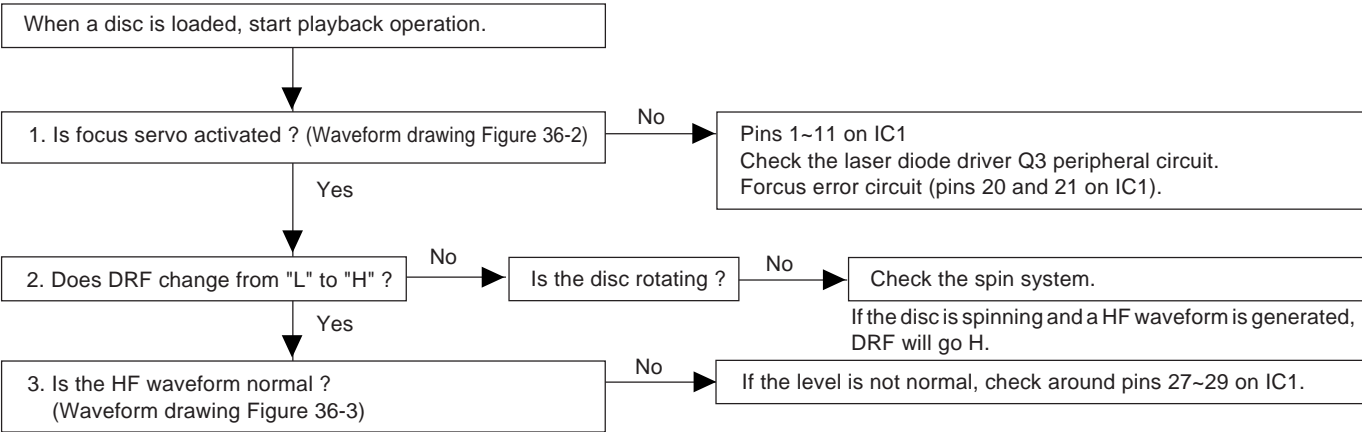 When a disc is loaded, start playback operation.
1. Is focus servo activated ? (Waveform drawing Figure 36-2)
No
Pins 1~11 on IC1
Check the laser diode driver Q3 peripheral circuit.
Forcus error circuit (pins 20 and 21 on IC1).
Yes
2. Does DRF change from "L" to "H" ?
No
Is the disc rotating ?
No
Check the spin system.
If the disc is spinning and a HF waveform is generated,
DRF will go H.
Yes
3. Is the HF waveform normal ?
(Waveform drawing Figure 36-3)
No
If the level is not normal, check around pins 27~29 on IC1.